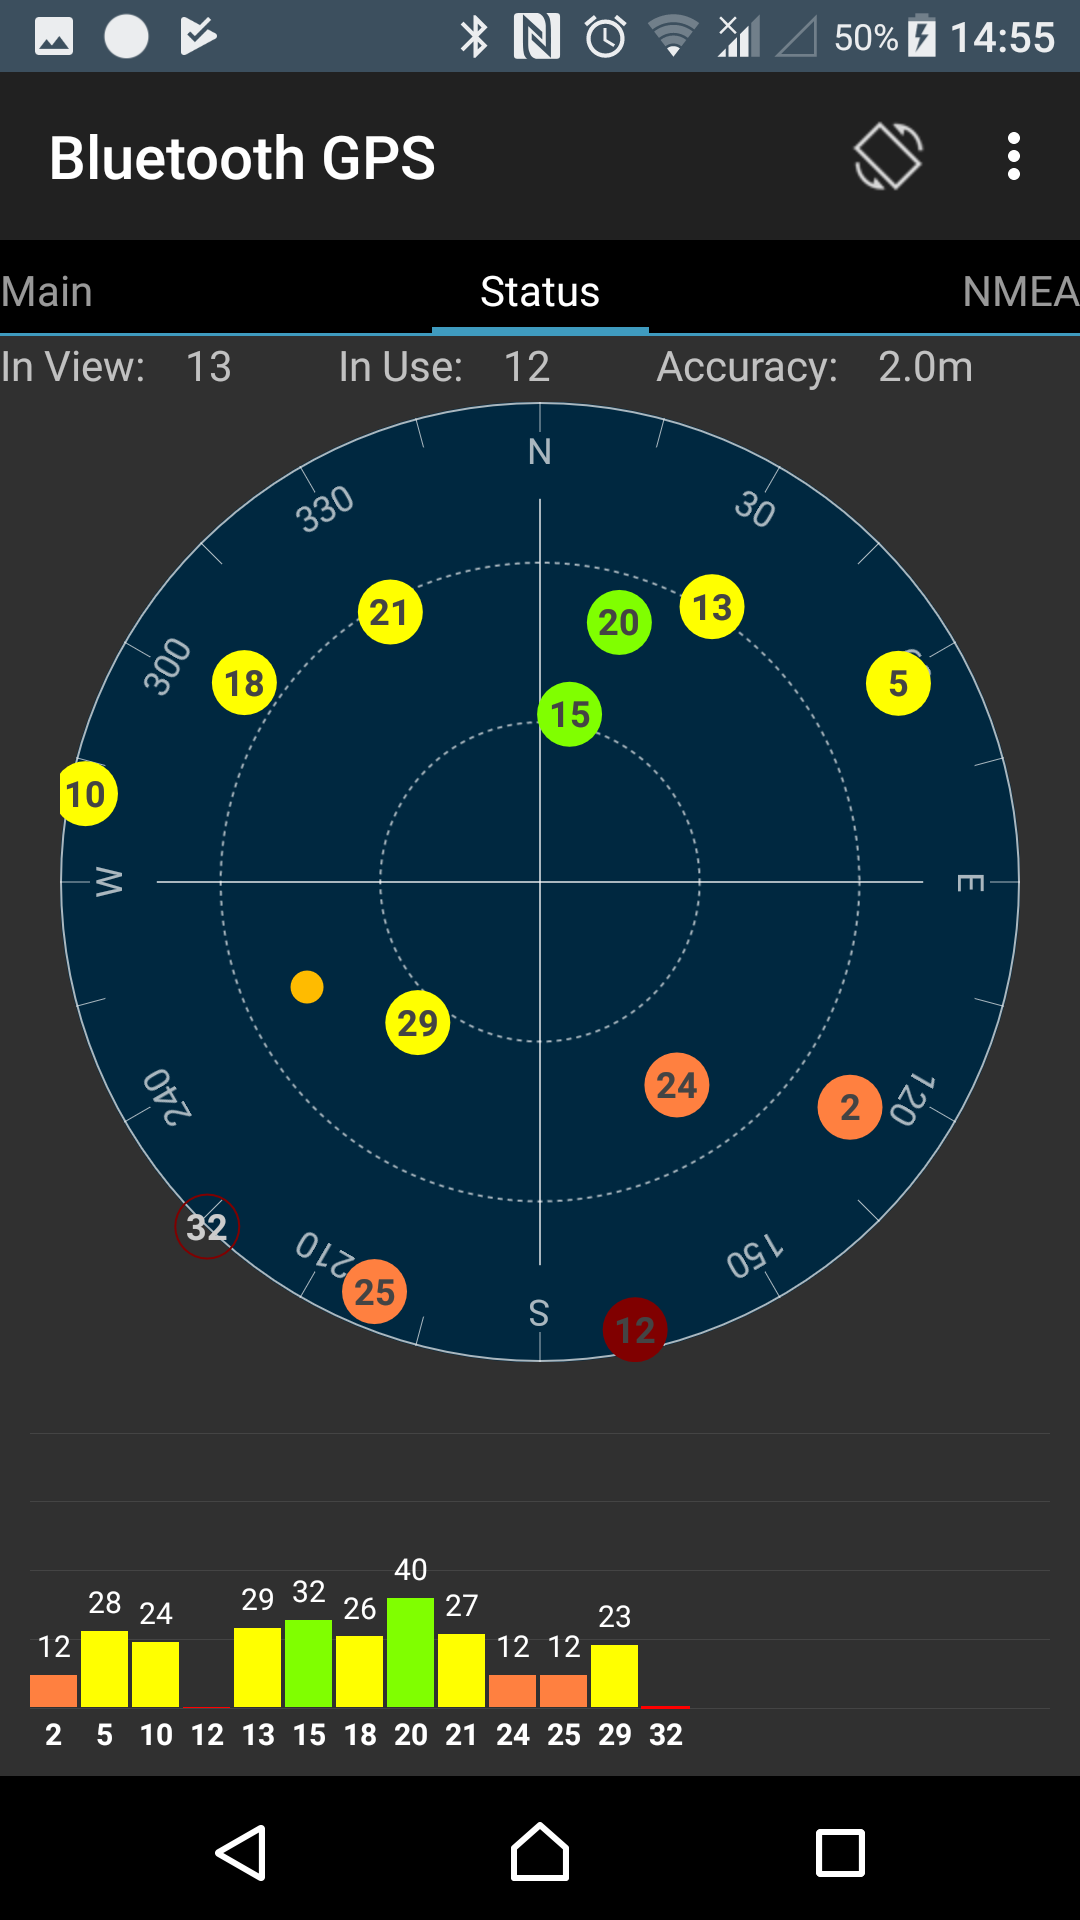 50% 14:55
Bluetooth GPS
Main Status NMEA
In View: 13 In Use: 12 Accuracy: 2.0m
N
330 30
21 20 13
300 18 5
15
10
W E
29
24
240 2 120
32
210 150
25 S 12
40
28 24 29 32 26 27 23
12 12 12
2 5 10 12 13 15 18 20 21 24 25 29 32